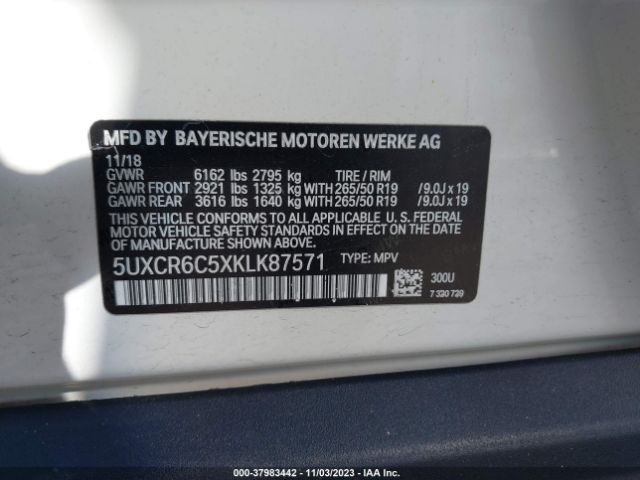 MFD BY BAYERISCHE MOTOREN WERKE AG
11/18
GVWR 6162 lbs 2795 kg TIRE / RIM
GAWR FRONT 2921 lbs 1325 kg WITH 265/50 R19 / 9.0J x 19
GAWR REAR 3616 lbs 1640 kg WITH 265/50 R19 / 9.0J x 19
THIS VEHICLE CONFORMS TO ALL APPLICABLE U. S. FEDERAL
MOTOR VEHICLE SAFETY STANDARDS IN EFFECT ON THE DATE
OF MANUFACTURE SHOWN ABOVE.
5UXCR6C5XKLK87571 TYPE: MPV
300U
7 320 729
000-37983442 - 11/03/2023 - IAA Inc.